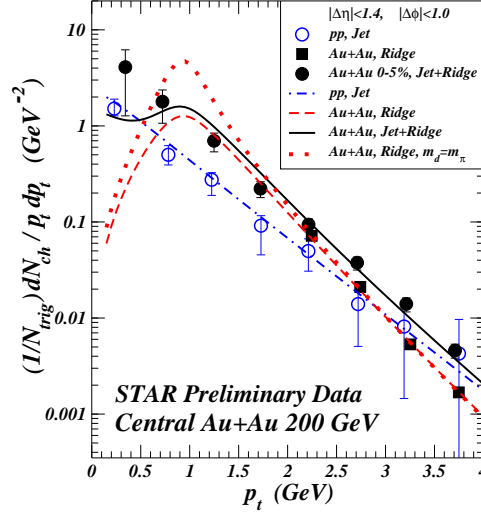 |Δη|<1.4, |Δϕ|<1.0
pp, Jet
Au+Au, Ridge
Au+Au 0-5%, Jet+Ridge
pp, Jet
Au+Au, Ridge
Au+Au, Jet+Ridge
Au+Au, Ridge, m_d=m_π
(1/N_trig)dN_ch / p_t dp_t (GeV^-2)
10
1
0.1
0.01
0.001
STAR Preliminary Data
Central Au+Au 200 GeV
0 0.5 1 1.5 2 2.5 3 3.5 4
p_t (GeV)